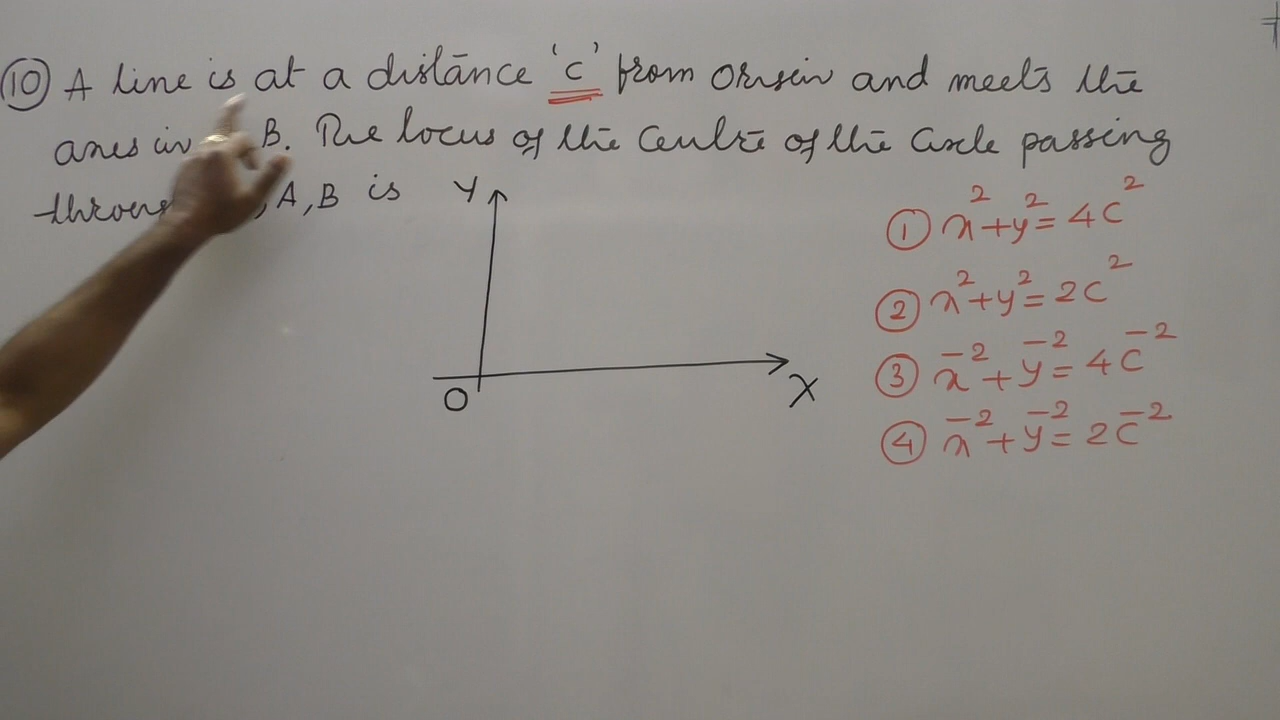 10 A line is at a distance 'c' from origin and meets the
axes in B. The locus of the centre of the circle passing
throu , A, B is
Y
① x² + y² = 4c²
② x² + y² = 2c²
③ x⁻² + y⁻² = 4c⁻²
④ x⁻² + y⁻² = 2c⁻²
O
X